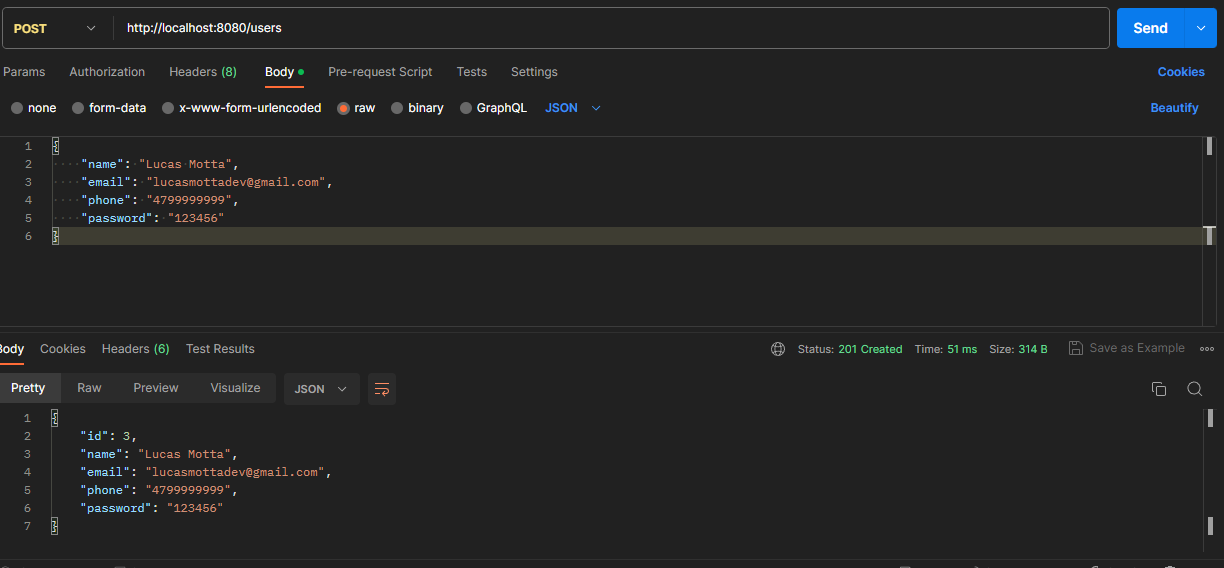 POST http://localhost:8080/users Send
Params Authorization Headers (8) Body Pre-request Script Tests Settings Cookies
none form-data x-www-form-urlencoded raw binary GraphQL JSON Beautify
1 {
2 "name": "Lucas Motta",
3 "email": "lucasmottadev@gmail.com",
4 "phone": "4799999999",
5 "password": "123456"
6 }
Body Cookies Headers (6) Test Results Status: 201 Created Time: 51 ms Size: 314 B Save as Example
Pretty Raw Preview Visualize JSON
1 {
2 "id": 3,
3 "name": "Lucas Motta",
4 "email": "lucasmottadev@gmail.com",
5 "phone": "4799999999",
6 "password": "123456"
7 }